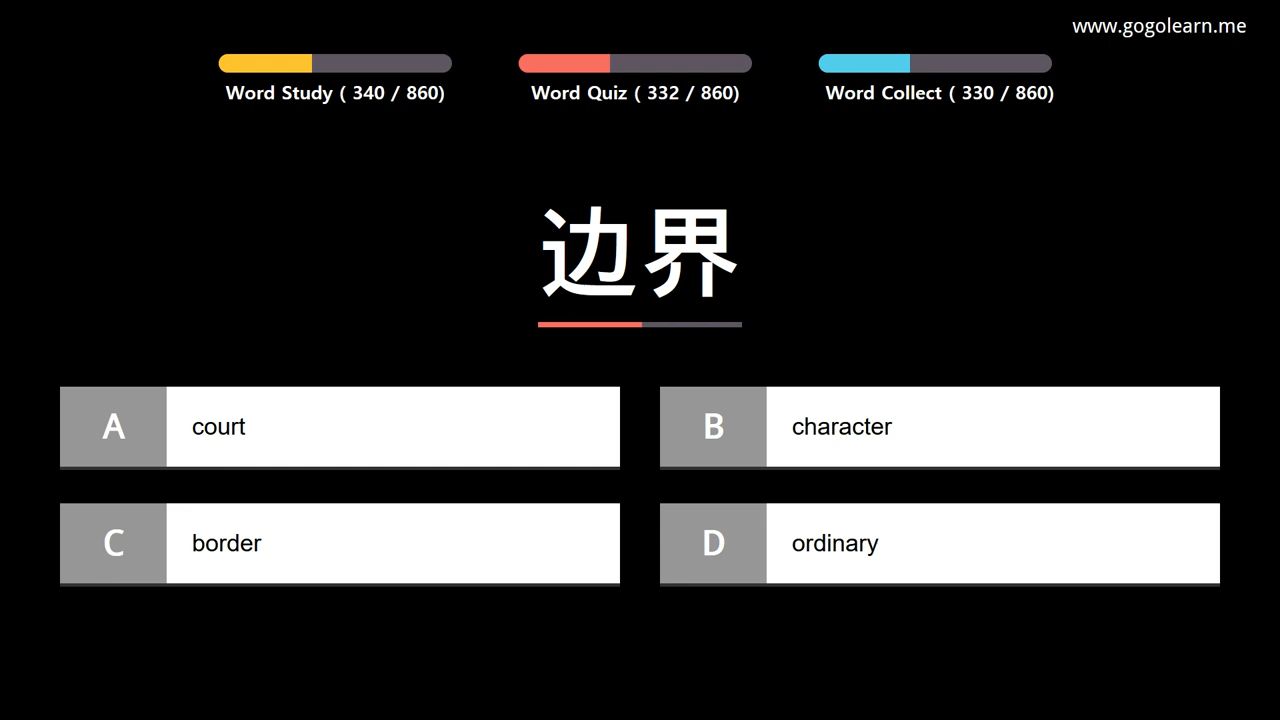 www.gogolearn.me
Word Study ( 340 / 860)
Word Quiz ( 332 / 860)
Word Collect ( 330 / 860)
边界
A court
B character
C border
D ordinary